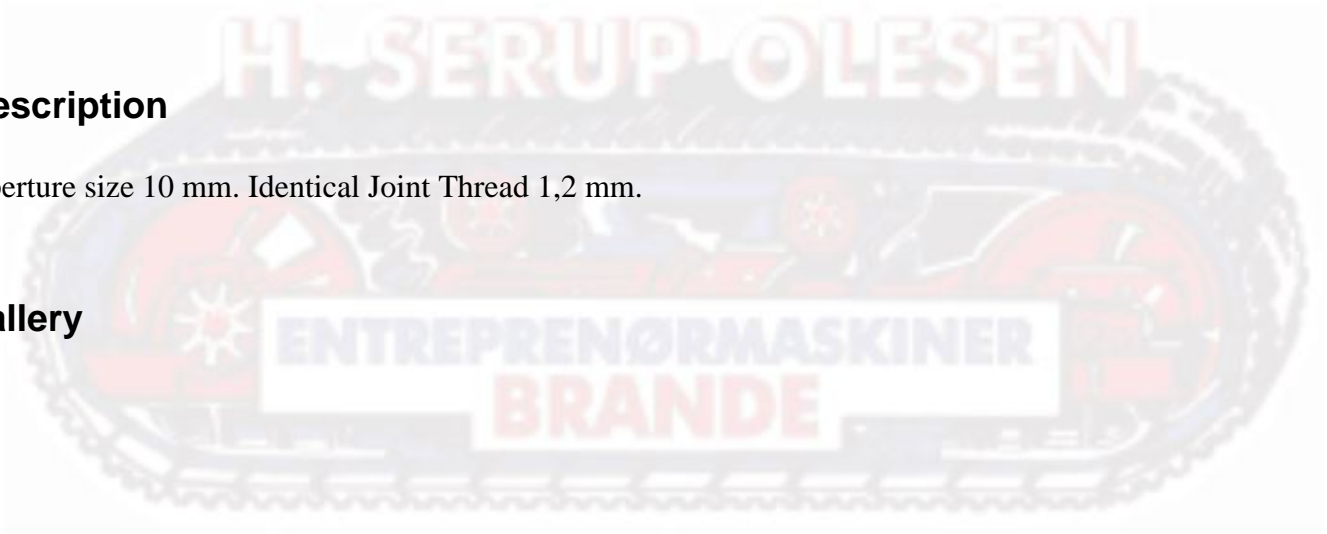 H. SERUP OLESEN
escription
erture size 10 mm. Identical Joint Thread 1,2 mm.
allery
ENTREPRENØRMASKINER
BRANDE